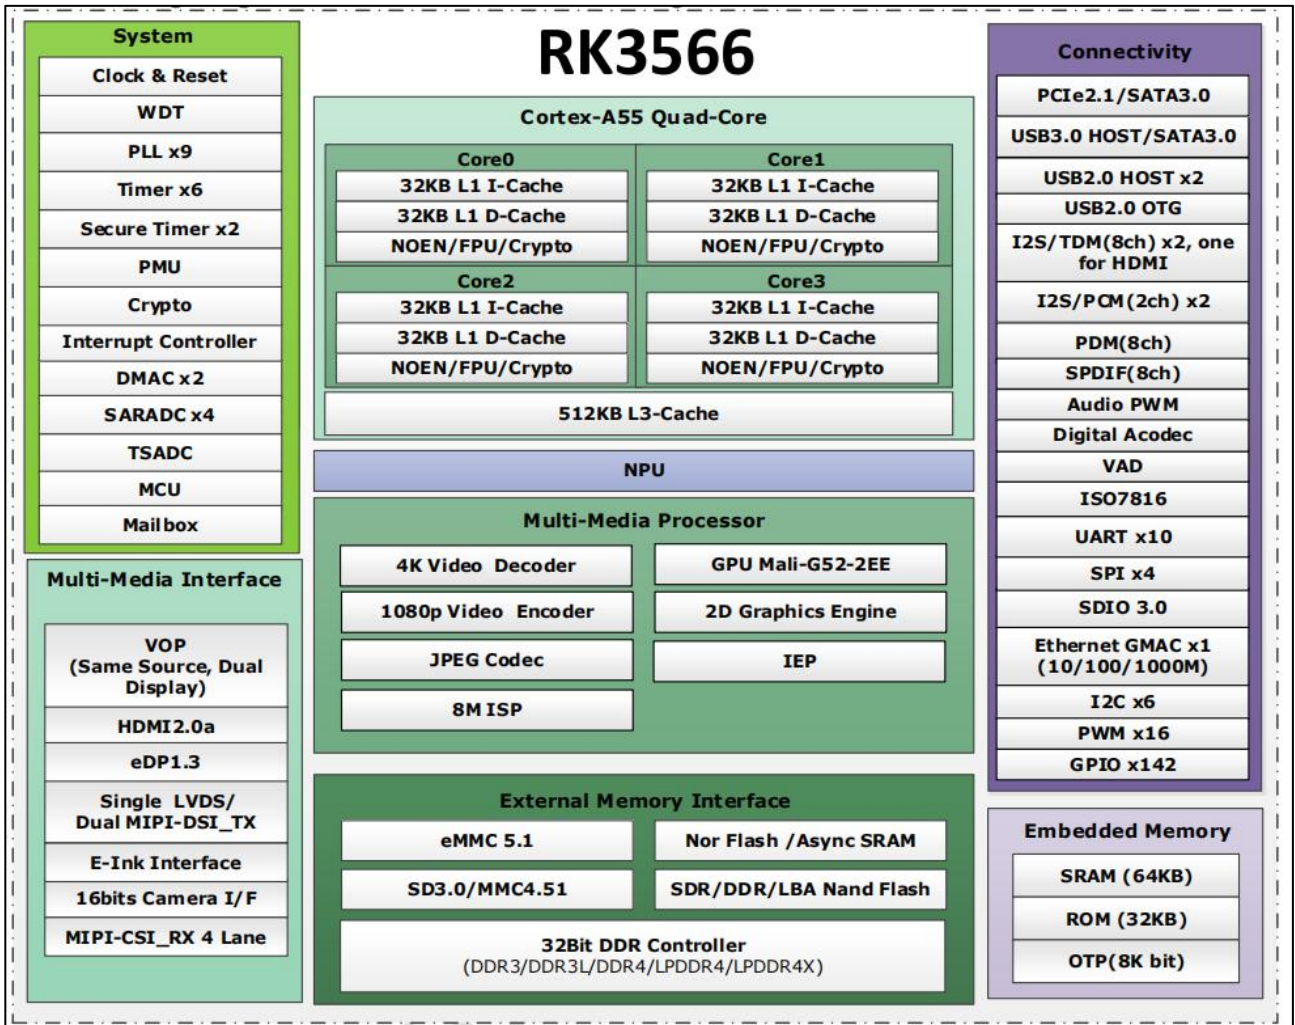 RK3566
System
Clock & Reset
WDT
PLL x9
Timer x6
Secure Timer x2
PMU
Crypto
Interrupt Controller
DMAC x2
SARADC x4
TSADC
MCU
Mailbox
Multi-Media Interface
VOP
(Same Source, Dual
Display)
HDMI2.0a
eDP1.3
Single LVDS/
Dual MIPI-DSI_TX
E-Ink Interface
16bits Camera I/F
MIPI-CSI_RX 4 Lane
Cortex-A55 Quad-Core
Core0
32KB L1 I-Cache
32KB L1 D-Cache
NOEN/FPU/Crypto
Core1
32KB L1 I-Cache
32KB L1 D-Cache
NOEN/FPU/Crypto
Core2
32KB L1 I-Cache
32KB L1 D-Cache
NOEN/FPU/Crypto
Core3
32KB L1 I-Cache
32KB L1 D-Cache
NOEN/FPU/Crypto
512KB L3-Cache
NPU
Multi-Media Processor
4K Video Decoder
1080p Video Encoder
JPEG Codec
8M ISP
GPU Mali-G52-2EE
2D Graphics Engine
IEP
External Memory Interface
eMMC 5.1
Nor Flash /Async SRAM
SD3.0/MMC4.51
SDR/DDR/LBA Nand Flash
32Bit DDR Controller
(DDR3/DDR3L/DDR4/LPDDR4/LPDDR4X)
Connectivity
PCIe2.1/SATA3.0
USB3.0 HOST/SATA3.0
USB2.0 HOST x2
USB2.0 OTG
I2S/TDM(8ch) x2, one
for HDMI
I2S/PCM(2ch) x2
PDM(8ch)
SPDIF(8ch)
Audio PWM
Digital Acodec
VAD
ISO7816
UART x10
SPI x4
SDIO 3.0
Ethernet GMAC x1
(10/100/1000M)
I2C x6
PWM x16
GPIO x142
Embedded Memory
SRAM (64KB)
ROM (32KB)
OTP(8K bit)